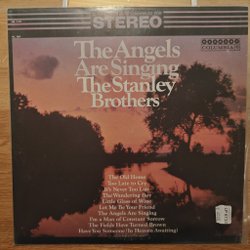 STEREO
The Angels
Are Singing
The Stanley
Brothers
The Old Home
Too Late to Cry
It's Never Too Late
The Wandering Boy
Little Glass of Wine
Let Me Be Your Friend
The Angels Are Singing
I'm a Man of Constant Sorrow
The Fields Have Turned Brown
Have You Someone (In Heaven Awaiting)